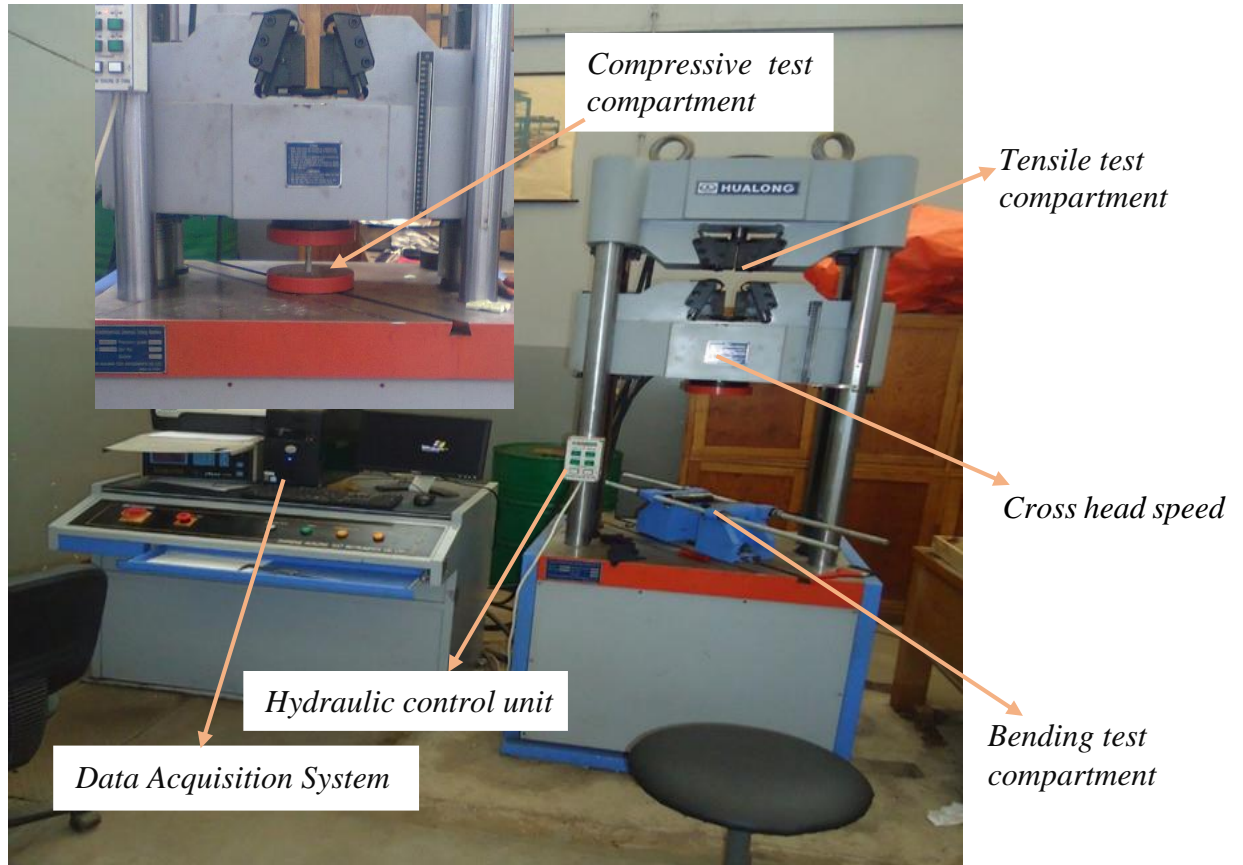 Compressive test
compartment
Tensile test
compartment
HUALONG
Cross head speed
Hydraulic control unit
Bending test
compartment
Data Acquisition System